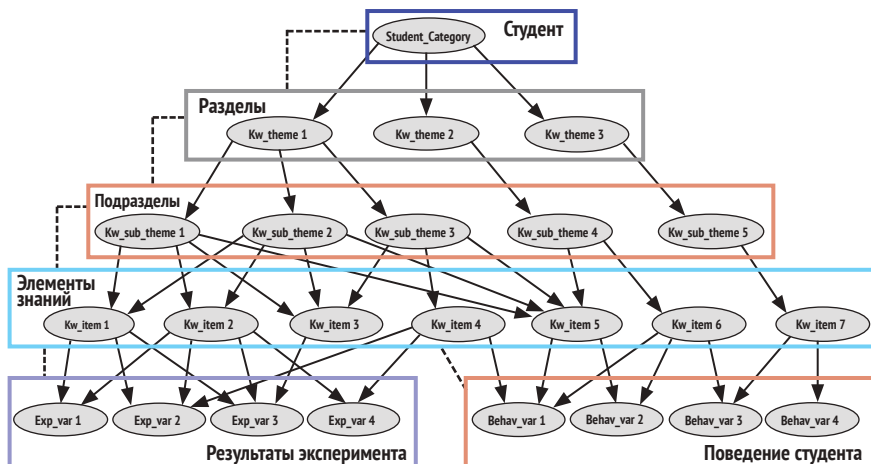 Студент
Student_Category
Разделы
Kw_theme 1
Kw_theme 2
Kw_theme 3
Подразделы
Kw_sub_theme 1
Kw_sub_theme 2
Kw_sub_theme 3
Kw_sub_theme 4
Kw_sub_theme 5
Элементы
знаний
Kw_item 1
Kw_item 2
Kw_item 3
Kw_item 4
Kw_item 5
Kw_item 6
Kw_item 7
Exp_var 1
Exp_var 2
Exp_var 3
Exp_var 4
Behav_var 1
Behav_var 2
Behav_var 3
Behav_var 4
Результаты эксперимента
Поведение студента